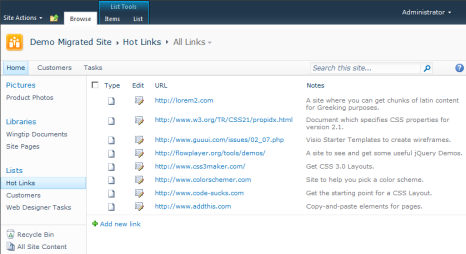 List Tools
Site Actions
Browse
Items
List
Administrator
Demo Migrated Site
Hot Links
All Links
Home
Customers
Tasks
Search this site...
Pictures
Product Photos
Libraries
Wingtip Documents
Site Pages
Lists
Hot Links
Customers
Web Designer Tasks
Recycle Bin
All Site Content
Type Edit URL Notes
http://lorem2.com A site where you can get chunks of latin content
for Greeking purposes.
http://www.w3.org/TR/CSS21/propidx.html Document which specifies CSS properties for
version 2.1.
http://www.guuui.com/issues/02_07.php Visio Starter Templates to create wireframes.
http://flowplayer.org/tools/demos/ A site to see and get some useful jQuery Demos.
http://www.css3maker.com/ Get CSS 3.0 Layouts.
http://www.colorschemer.com Site to help you pick a color scheme.
http://www.code-sucks.com Get the starting point for a CSS Layout.
http://www.addthis.com Copy-and-paste elements for pages.
Add new link